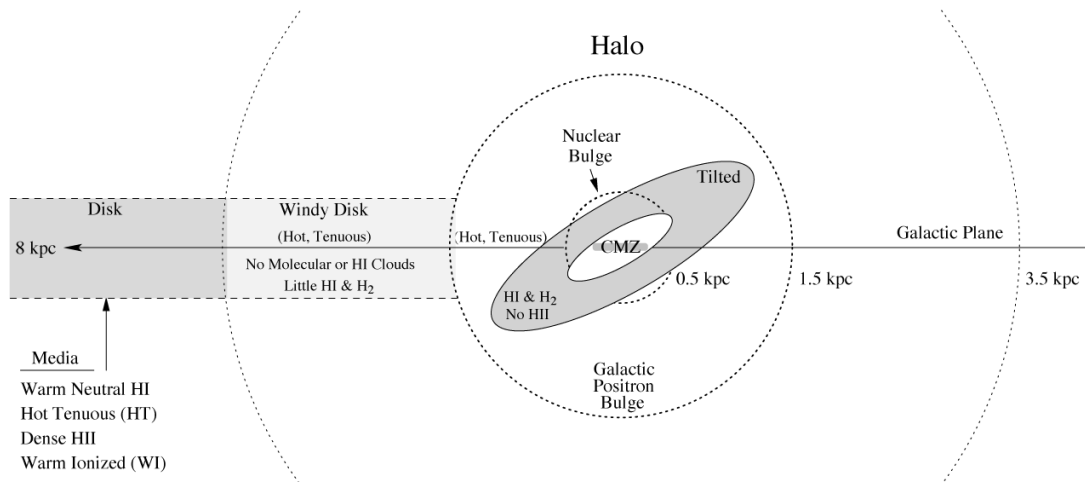 Halo
Nuclear
Bulge
Tilted
Disk
Windy Disk
(Hot, Tenuous)
(Hot, Tenuous)
CMZ
Galactic Plane
8 kpc
No Molecular or HI Clouds
Little HI & H₂
0.5 kpc
1.5 kpc
3.5 kpc
HI & H₂
No HII
Galactic
Positron
Bulge
Media
Warm Neutral HI
Hot Tenuous (HT)
Dense HII
Warm Ionized (WI)